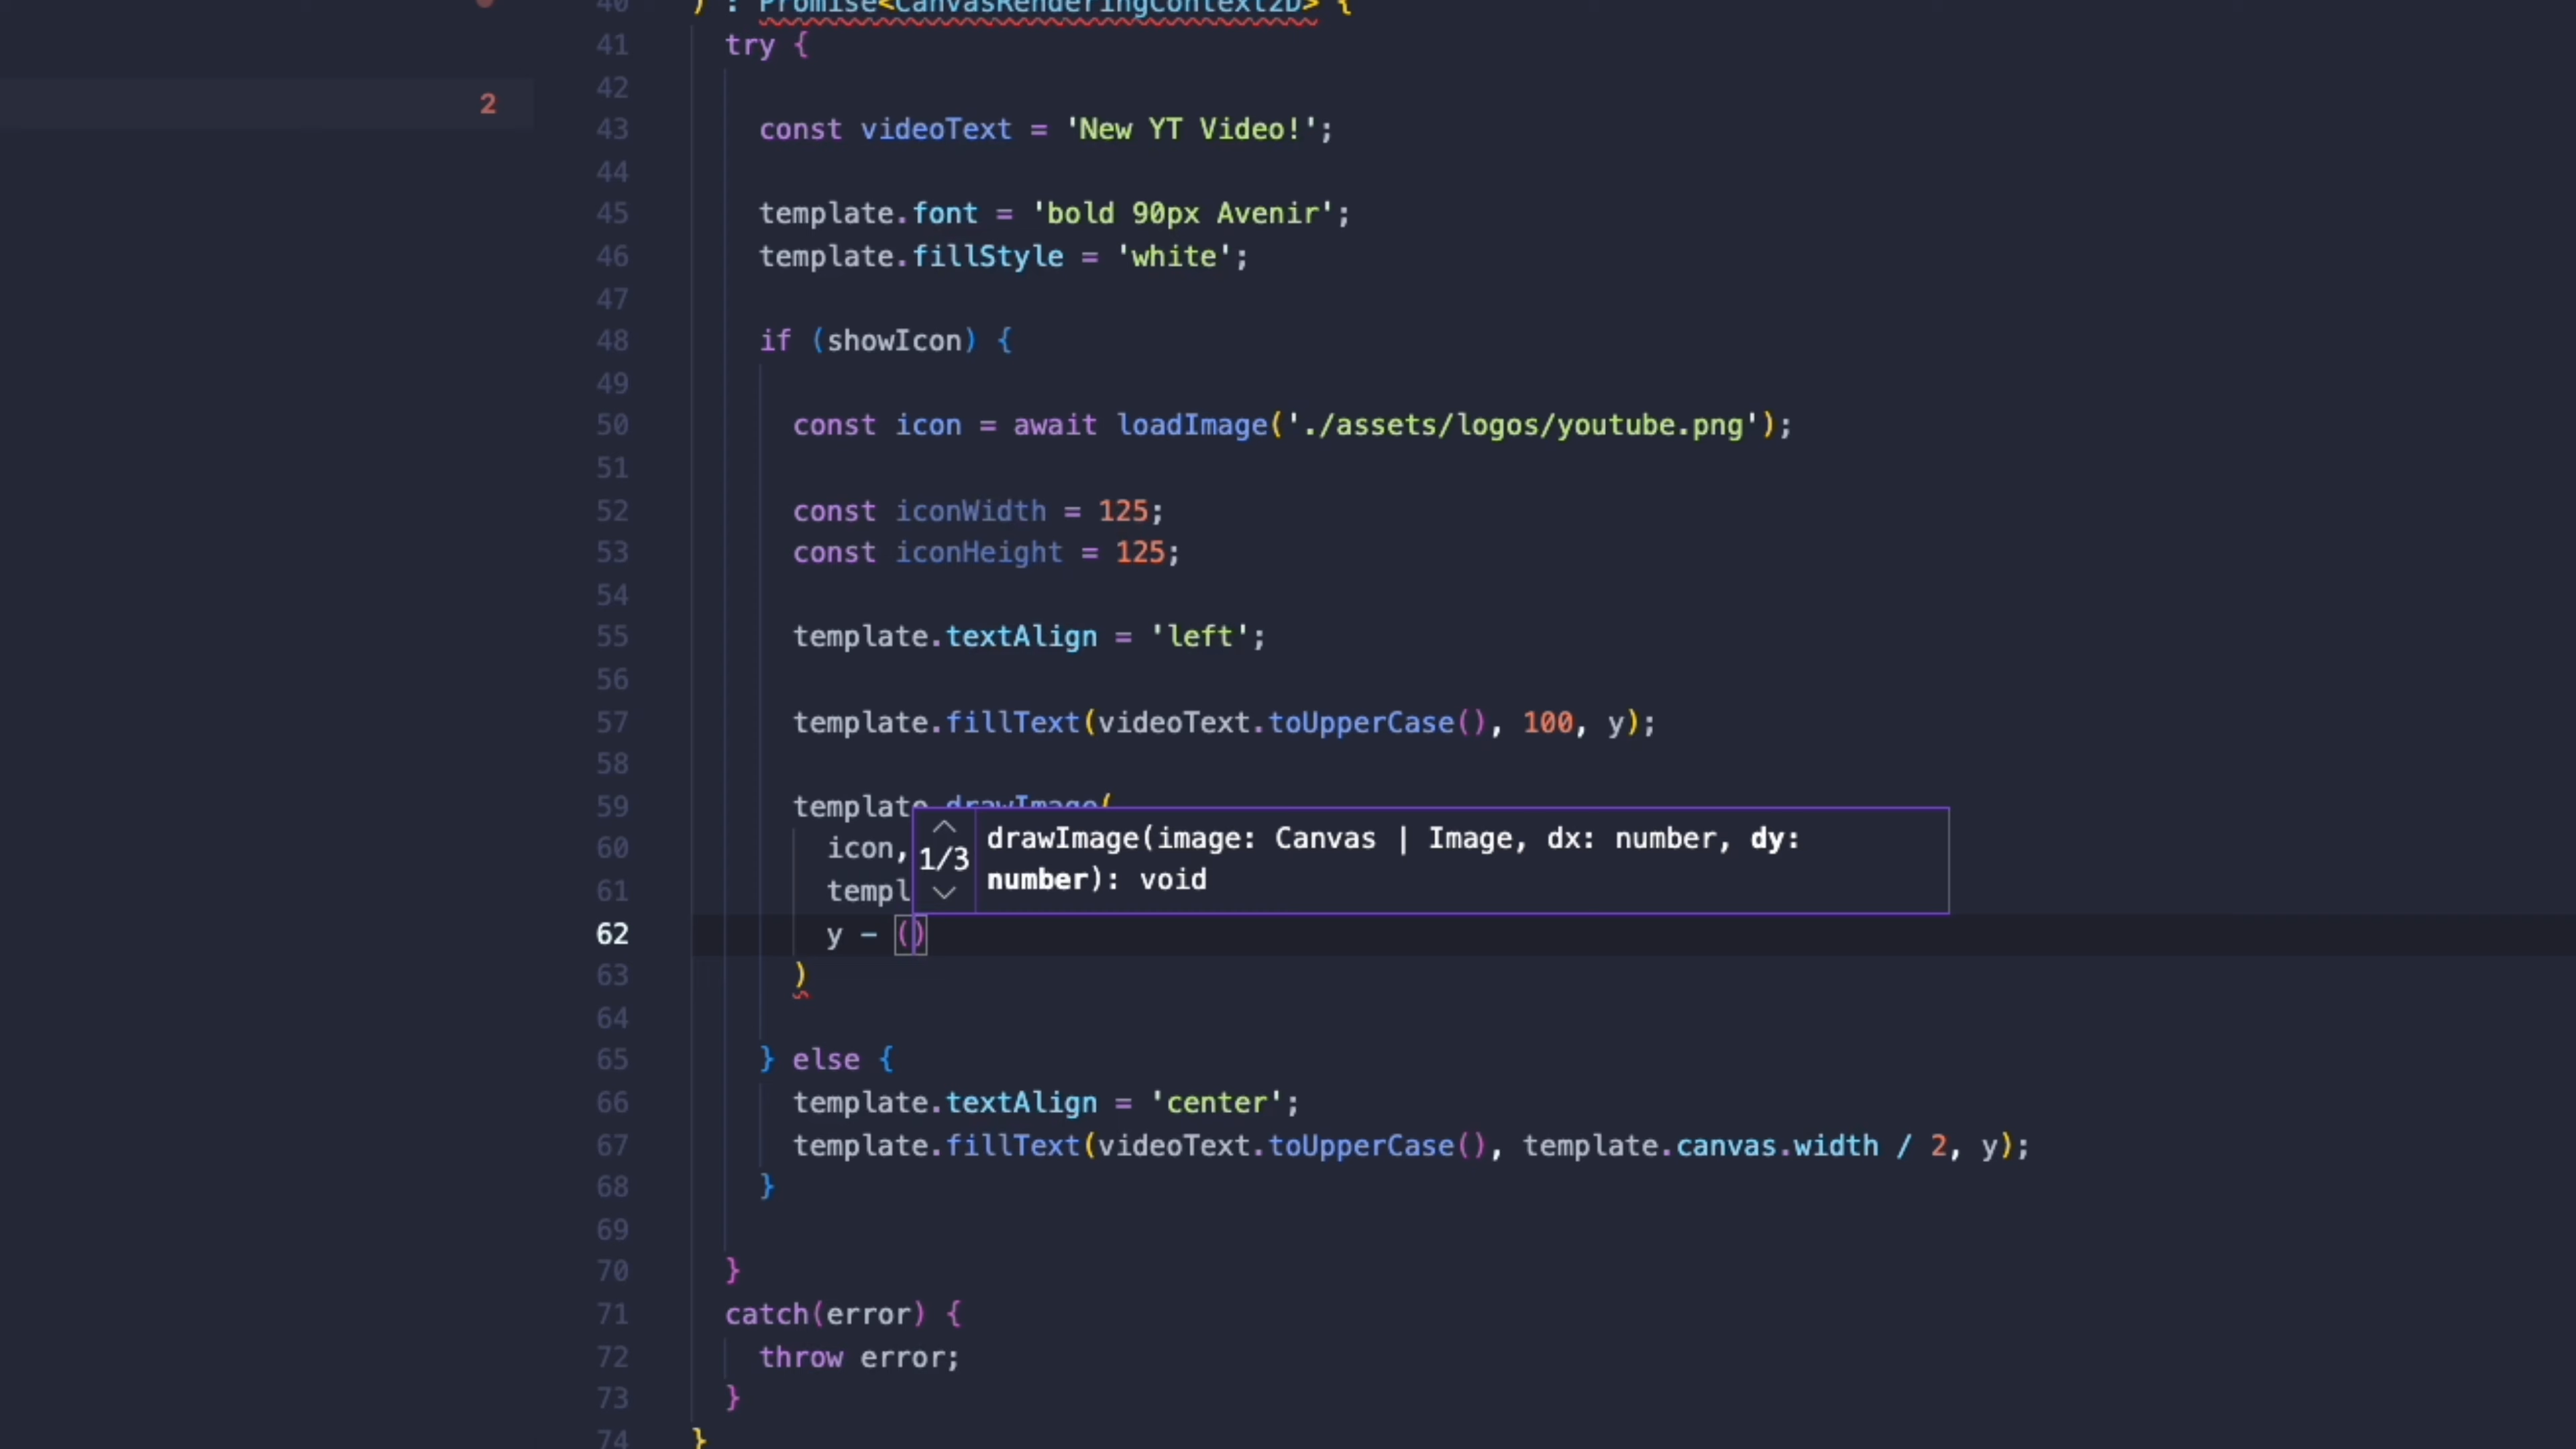 40 ) : Promise<CanvasRenderingContext2D> {
41 try {
2
42
43 const videoText = 'New YT Video!';
44
45 template.font = 'bold 90px Avenir';
46 template.fillStyle = 'white';
47
48 if (showIcon) {
49
50 const icon = await loadImage('./assets/logos/youtube.png');
51
52 const iconWidth = 125;
53 const iconHeight = 125;
54
55 template.textAlign = 'left';
56
57 template.fillText(videoText.toUpperCase(), 100, y);
58
59 template.drawImage(
60 icon,
61 templ
1/3 drawImage(image: Canvas | Image, dx: number, dy:
number): void
62 y - ()
63 )
64
65 } else {
66 template.textAlign = 'center';
67 template.fillText(videoText.toUpperCase(), template.canvas.width / 2, y);
68 }
69
70 }
71 catch(error) {
72 throw error;
73 }
74 }